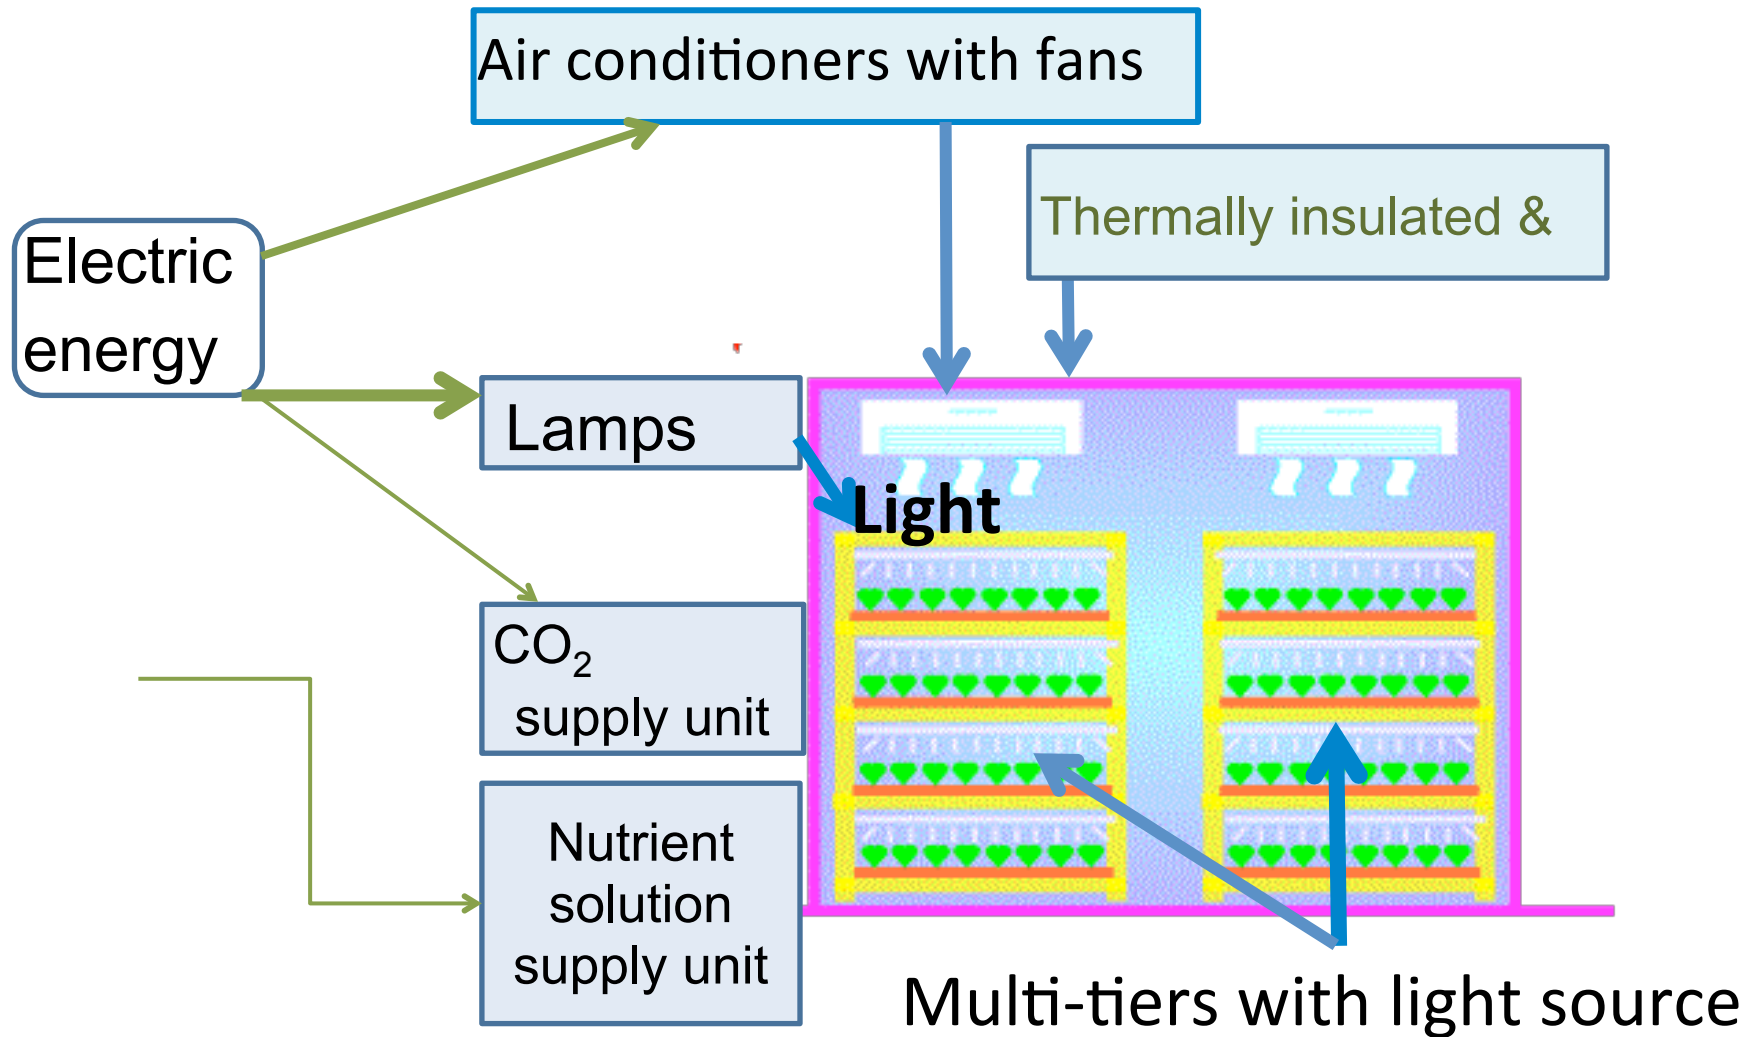 Air conditioners with fans
Thermally insulated &
Electric
energy
Lamps
Light
CO₂
supply unit
Nutrient
solution
supply unit
Multi-tiers with light source